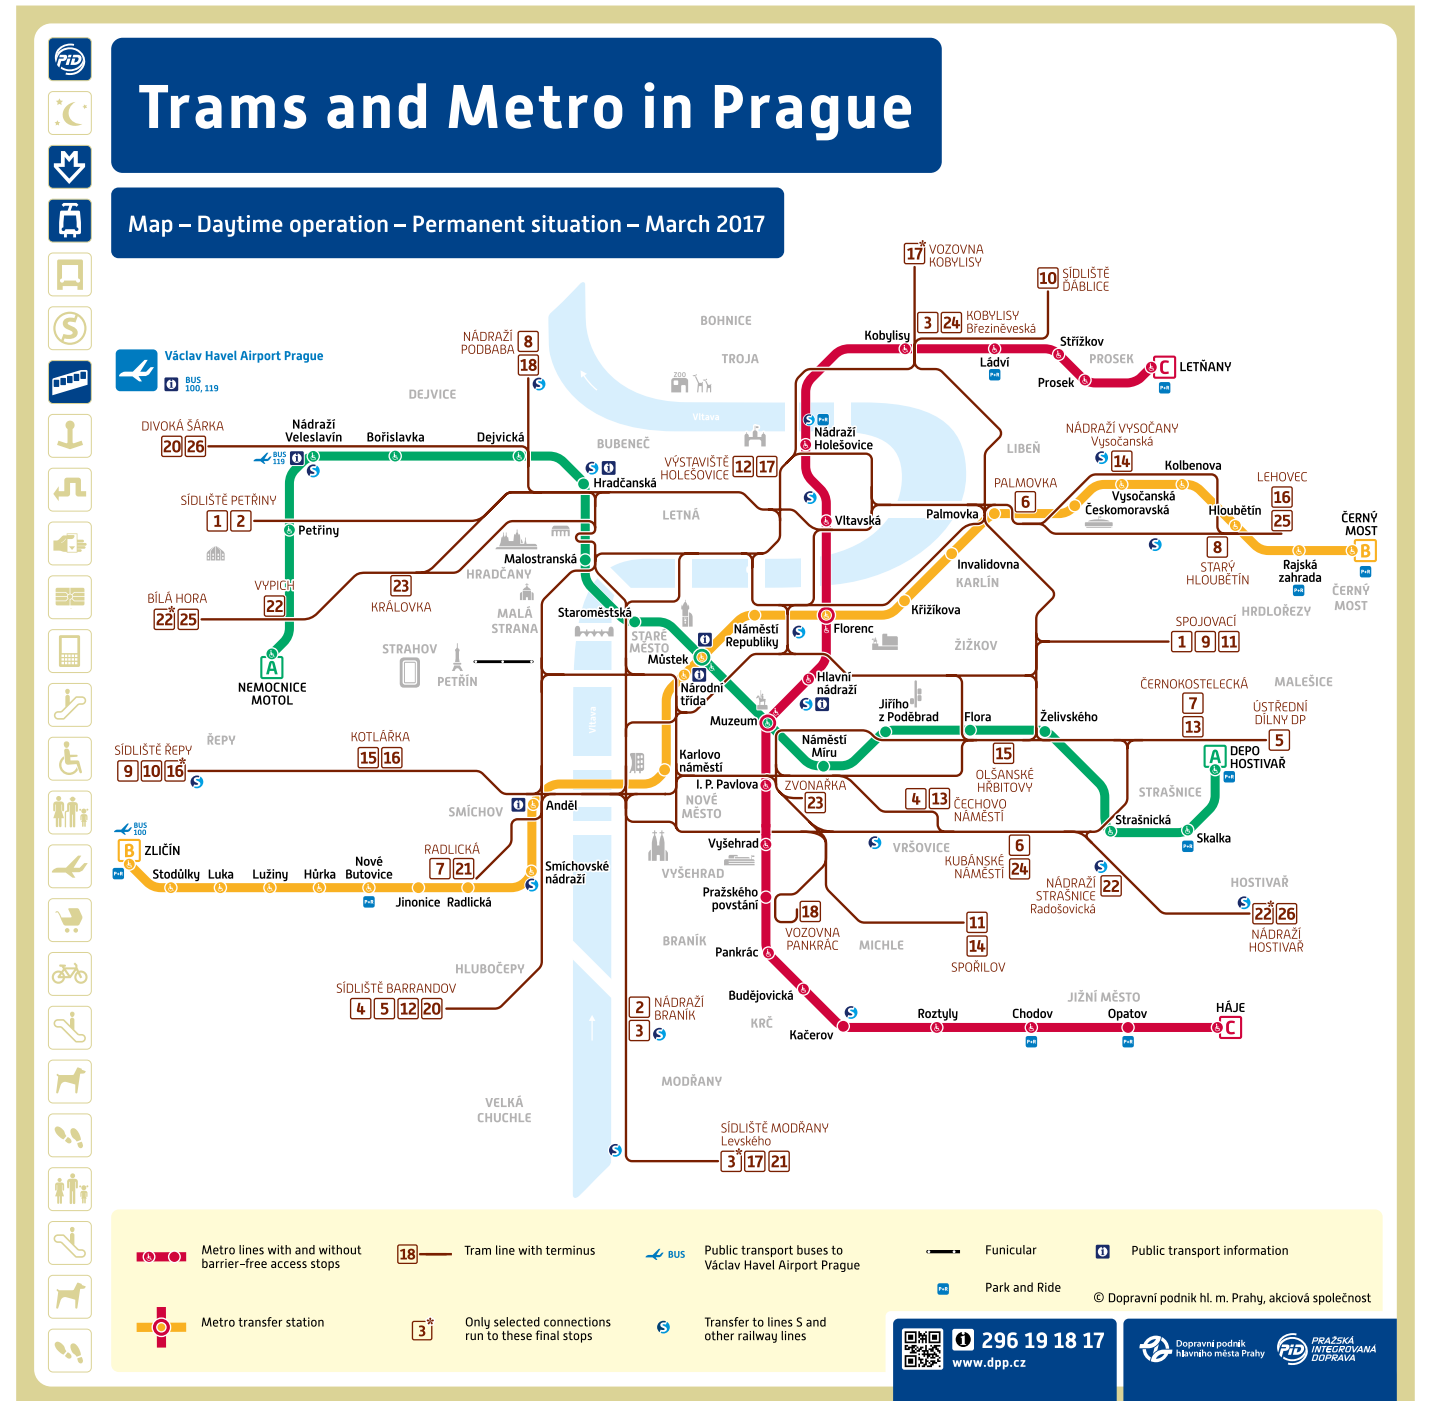 PiD
Trams and Metro in Prague
Map – Daytime operation – Permanent situation – March 2017
17*
VOZOVNA
KOBYLISY
10
SÍDLIŠTĚ
ĎÁBLICE
3 24
KOBYLISY
Březiněveská
BOHNICE
TROJA
ZOO
Kobylisy
Ládví
P+R
Střížkov
PROSEK
Prosek
C
LETŇANY
P+R
NÁDRAŽÍ
PODBABA
8
18
Václav Havel Airport Prague
BUS
100, 119
DEJVICE
DIVOKÁ ŠÁRKA
20 26
Nádraží
Veleslavín
BUS
119
Bořislavka
Dejvická
BUBENEČ
Vltava
P+R
Nádraží
Holešovice
VÝSTAVIŠTĚ
HOLEŠOVICE
12 17
Hradčanská
LIBEŇ
NÁDRAŽÍ VYSOČANY
Vysočanská
14
Kolbenova
PALMOVKA
6
Vysočanská
Českomoravská
LEHOVEC
16
25
Hloubětín
ČERNÝ
MOST
B
P+R
SÍDLIŠTĚ PETŘINY
1 2
Petřiny
LETNÁ
Vltavská
Palmovka
8
STARÝ
HLOUBĚTÍN
Rajská
zahrada
P+R
ČERNÝ
MOST
HRDLOŘEZY
Invalidovna
KARLÍN
Křižíkova
Malostranská
HRADČANY
VYPICH
22
23
KRÁLOVKA
BÍLÁ HORA
22* 25
MALÁ
STRANA
Staroměstská
STARÉ
MĚSTO
Náměstí
Republiky
Florenc
ŽIŽKOV
SPOJOVACÍ
1 9 11
STRAHOV
PETŘÍN
Můstek
Národní
třída
Hlavní
nádraží
A
NEMOCNICE
MOTOL
MALEŠICE
ČERNOKOSTELECKÁ
7
13
ÚSTŘEDNÍ
DÍLNY DP
5
Jiřího
z Poděbrad
Flora
Želivského
Muzeum
Vltava
Náměstí
Míru
ŘEPY
KOTLÁŘKA
15 16
SÍDLIŠTĚ ŘEPY
9 10 16*
Karlovo
náměstí
15
OLŠANSKÉ
HŘBITOVY
A
DEPO
HOSTIVAŘ
P+R
I. P. Pavlova
ZVONAŘKA
23
4 13
ČECHOVO
NÁMĚSTÍ
STRAŠNICE
NOVÉ
MĚSTO
SMÍCHOV
Anděl
Strašnická
Skalka
P+R
BUS
100
B
ZLIČÍN
P+R
Stodůlky
Luka
Lužiny
Hůrka
Nové
Butovice
P+R
Jinonice
Radlická
RADLICKÁ
7 21
Smíchovské
nádraží
Vyšehrad
VYŠEHRAD
VRŠOVICE
KUBÁNSKÉ
NÁMĚSTÍ
6
24
NÁDRAŽÍ
STRAŠNICE
Radošovická
22
HOSTIVAŘ
22* 26
NÁDRAŽÍ
HOSTIVAŘ
Pražského
povstání
18
VOZOVNA
PANKRÁC
11
14
SPOŘILOV
MICHLE
BRANÍK
Pankrác
HLUBOČEPY
SÍDLIŠTĚ BARRANDOV
4 5 12 20
2
3
NÁDRAŽÍ
BRANÍK
Budějovická
KRČ
Kačerov
Roztyly
JIŽNÍ MĚSTO
Chodov
P+R
Opatov
P+R
HÁJE
C
MODŘANY
VELKÁ
CHUCHLE
SÍDLIŠTĚ MODŘANY
Levského
3* 17 21
Metro lines with and without
barrier-free access stops
18
Tram line with terminus
BUS
Public transport buses to
Václav Havel Airport Prague
Funicular
Public transport information
P+R
Park and Ride
Metro transfer station
3*
Only selected connections
run to these final stops
Transfer to lines S and
other railway lines
© Dopravní podnik hl. m. Prahy, akciová společnost
296 19 18 17
www.dpp.cz
Dopravní podnik
hlavního města Prahy
PiD
PRAŽSKÁ
INTEGROVANÁ
DOPRAVA